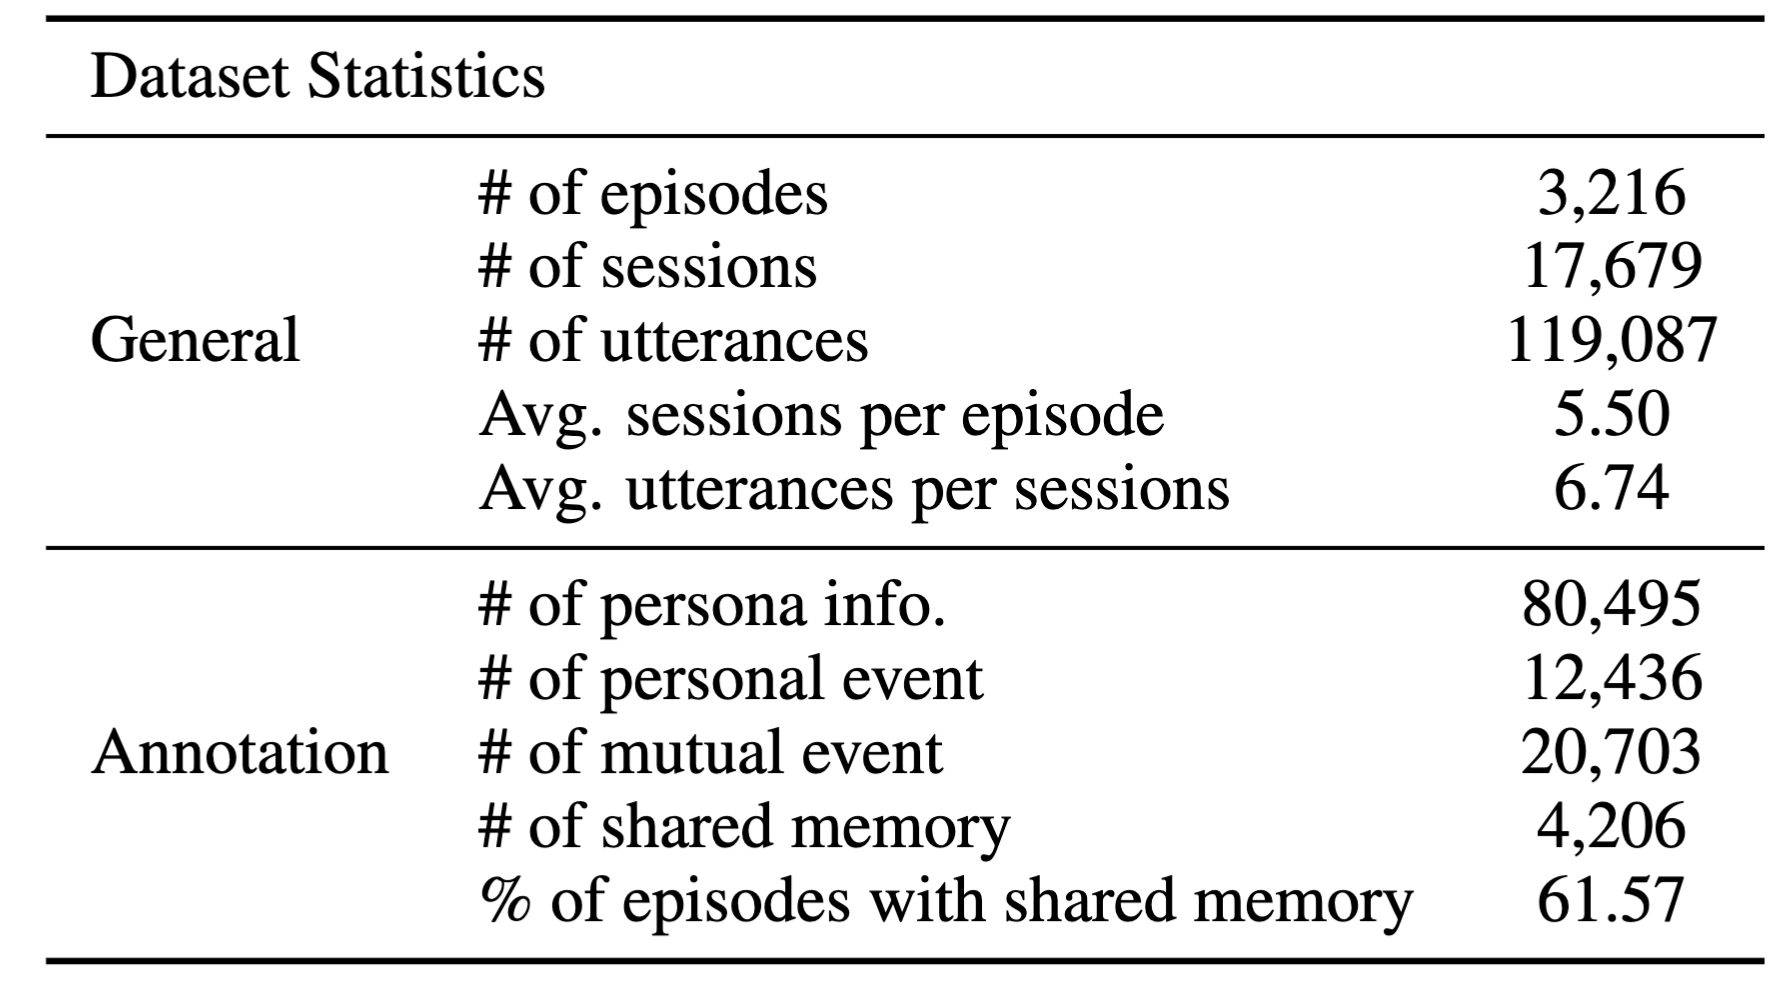 Dataset Statistics
# of episodes 3,216
# of sessions 17,679
General # of utterances 119,087
Avg. sessions per episode 5.50
Avg. utterances per sessions 6.74
# of persona info. 80,495
# of personal event 12,436
Annotation # of mutual event 20,703
# of shared memory 4,206
% of episodes with shared memory 61.57